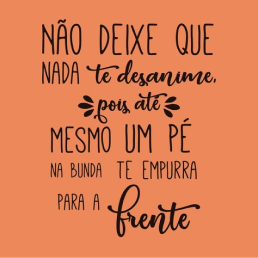 NÃO DEIXE QUE
NADA te desanime,
pois até
MESMO UM PÉ
NA BUNDA TE EMPURRA
PARA A frente